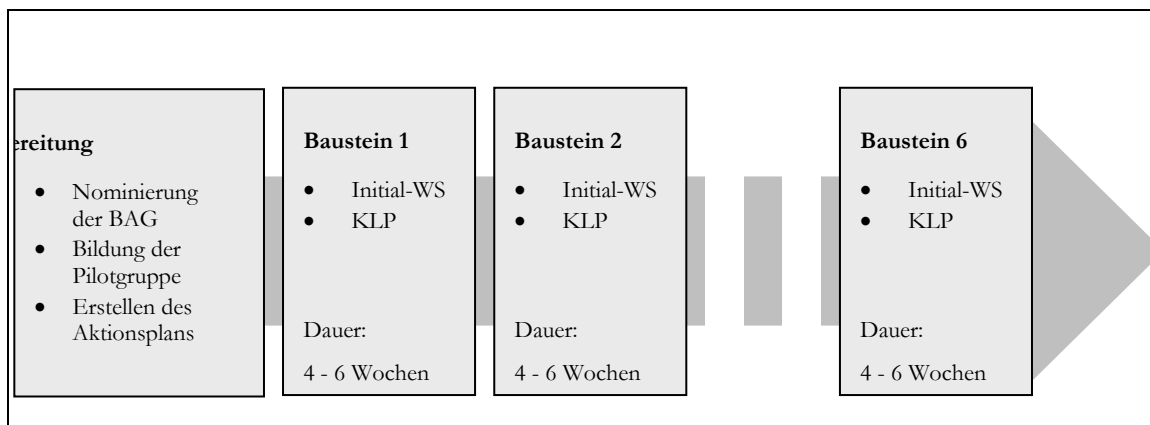 ereitung
• Nominierung
der BAG
• Bildung der
Pilotgruppe
• Erstellen des
Aktionsplans
Baustein 1
• Initial-WS
• KLP
Dauer:
4 - 6 Wochen
Baustein 2
• Initial-WS
• KLP
Dauer:
4 - 6 Wochen
Baustein 6
• Initial-WS
• KLP
Dauer:
4 - 6 Wochen